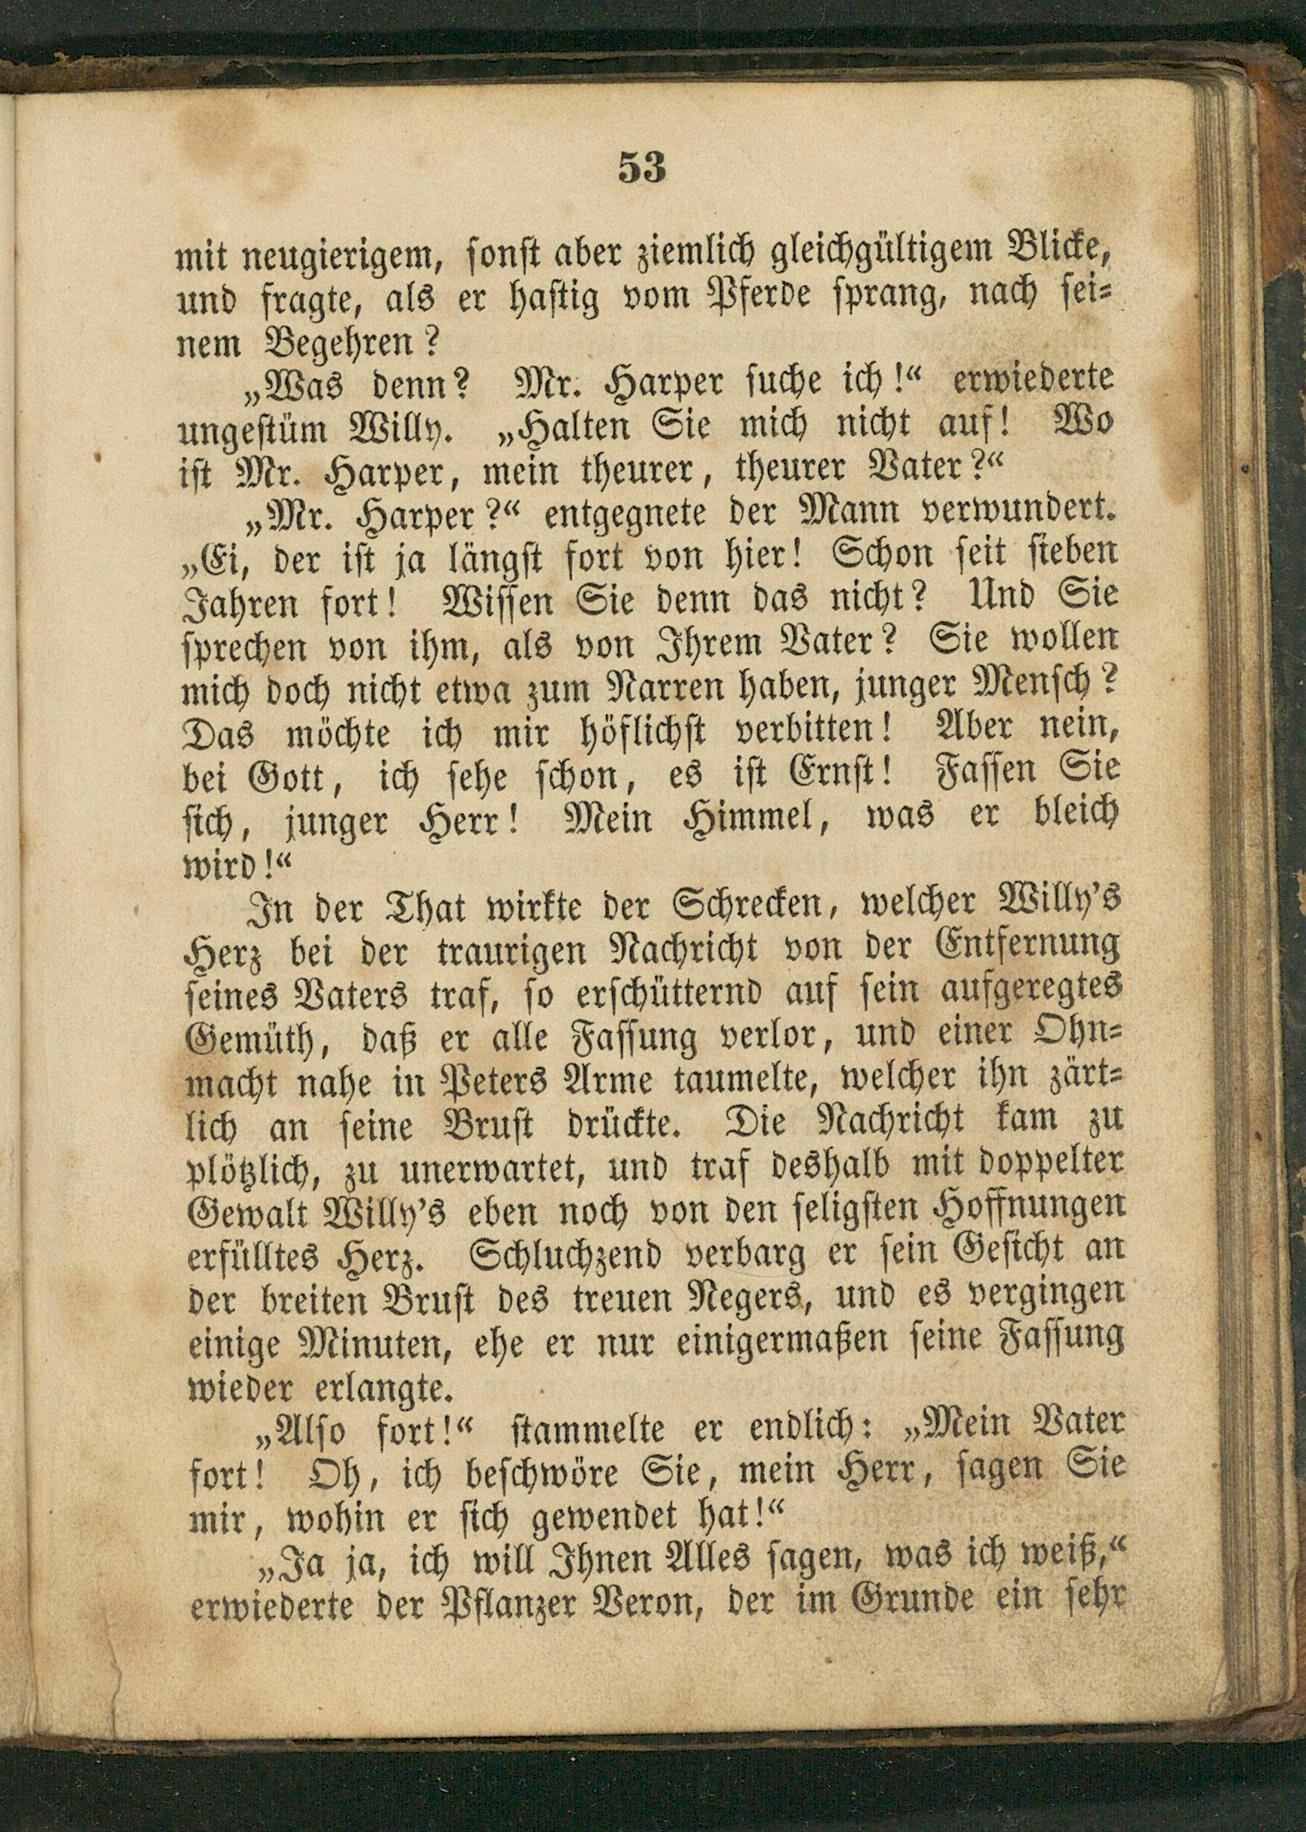 53
mit neugierigem, sonst aber ziemlich gleichgültigem Blicke,
und fragte, als er hastig vom Pferde sprang, nach sei-
nem Begehren?
„Was denn? Mr. Harper suche ich!“ erwiederte
ungestüm Willy. „Halten Sie mich nicht auf! Wo
ist Mr. Harper, mein theurer, theurer Vater?“
„Mr. Harper?“ entgegnete der Mann verwundert.
„Ei, der ist ja längst fort von hier! Schon seit sieben
Jahren fort! Wissen Sie denn das nicht? Und Sie
sprechen von ihm, als von Ihrem Vater? Sie wollen
mich doch nicht etwa zum Narren haben, junger Mensch?
Das möchte ich mir höflichst verbitten! Aber nein,
bei Gott, ich sehe schon, es ist Ernst! Fassen Sie
sich, junger Herr! Mein Himmel, was er bleich
wird!“
In der That wirkte der Schrecken, welcher Willy's
Herz bei der traurigen Nachricht von der Entfernung
seines Vaters traf, so erschütternd auf sein aufgeregtes
Gemüth, daß er alle Fassung verlor, und einer Ohn-
macht nahe in Peters Arme taumelte, welcher ihn zärt-
lich an seine Brust drückte. Die Nachricht kam zu
plötzlich, zu unerwartet, und traf deshalb mit doppelter
Gewalt Willy's eben noch von den seligsten Hoffnungen
erfülltes Herz. Schluchzend verbarg er sein Gesicht an
der breiten Brust des treuen Negers, und es vergingen
einige Minuten, ehe er nur einigermaßen seine Fassung
wieder erlangte.
„Also fort!“ stammelte er endlich: „Mein Vater
fort! Oh, ich beschwöre Sie, mein Herr, sagen Sie
mir, wohin er sich gewendet hat!“
„Ja ja, ich will Ihnen Alles sagen, was ich weiß,“
erwiederte der Pflanzer Veron, der im Grunde ein sehr